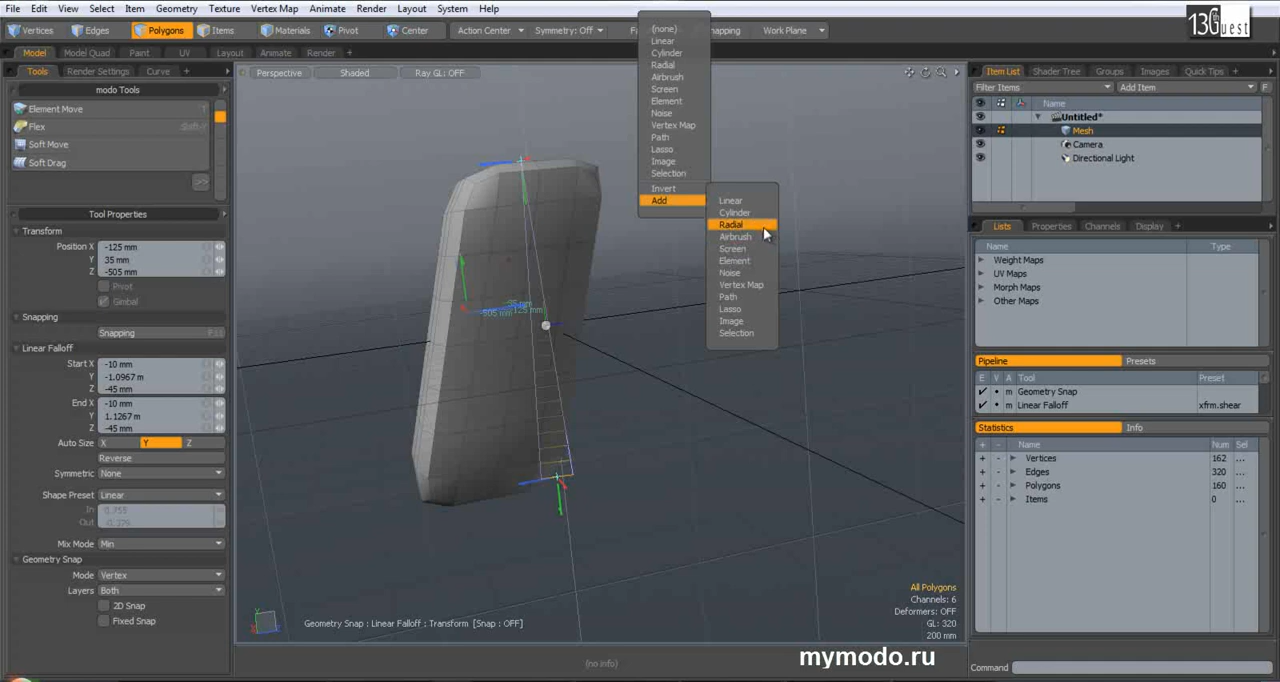 File Edit View Select Item Geometry Texture Vertex Map Animate Render Layout System Help
Vertices Edges Polygons Items Materials Pivot Center Action Center Symmetry: Off Work Plane
Model Model Quad Paint UV Layout Animate Render +
Tools Render Settings Curve +
modo Tools
Element Move
Flex
Soft Move
Soft Drag
>>
Tool Properties
Transform
Position X -125 mm
Y 35 mm
Z -505 mm
Pivot
Gimbal
Snapping
Snapping
Linear Falloff
Start X -10 mm
Y -1.0967 m
Z -45 mm
End X -10 mm
Y 1.1267 m
Z -45 mm
Auto Size X Y Z
Reverse
Symmetric None
Shape Preset Linear
In 0.755
Out
Mix Mode Min
Geometry Snap
Mode Vertex
Layers Both
2D Snap
Fixed Snap
Perspective Shaded Ray GL: OFF
(none)
Linear
Cylinder
Radial
Airbrush
Screen
Element
Noise
Vertex Map
Path
Lasso
Image
Selection
Invert
Add
Linear
Cylinder
Radial
Airbrush
Screen
Element
Noise
Vertex Map
Path
Lasso
Image
Selection
All Polygons
Channels: 6
Deformers: OFF
GL: 320
200 mm
Geometry Snap : Linear Falloff : Transform [Snap : OFF]
(no info)
mymodo.ru
Item List Shader Tree Groups Images Quick Tips +
Filter Items Add Item F
Name
Untitled*
Mesh
Camera
Directional Light
Lists Properties Channels Display +
Name Type
Weight Maps
UV Maps
Morph Maps
Other Maps
Pipeline Presets
E V A Tool Preset
m Geometry Snap
m Linear Falloff xfrm.shear
Statistics Info
+ - Name Num Sel
+ - Vertices 162 ...
+ - Edges 320 ...
+ - Polygons 160 ...
+ - Items 0 ...
Command